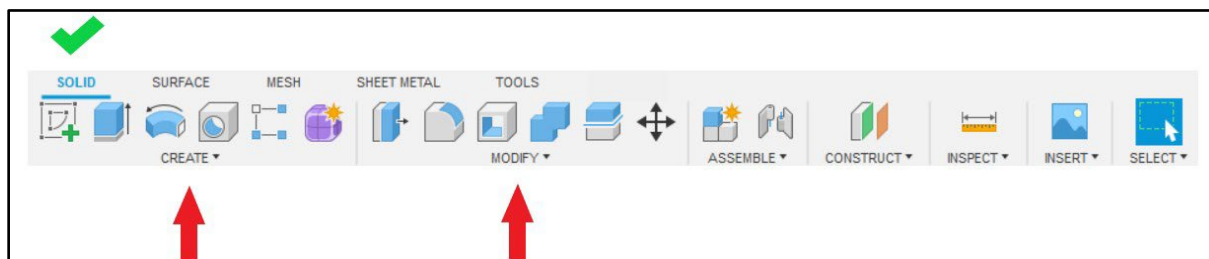 SOLID SURFACE MESH SHEET METAL TOOLS
CREATE ▾ MODIFY ▾ ASSEMBLE ▾ CONSTRUCT ▾ INSPECT ▾ INSERT ▾ SELECT ▾